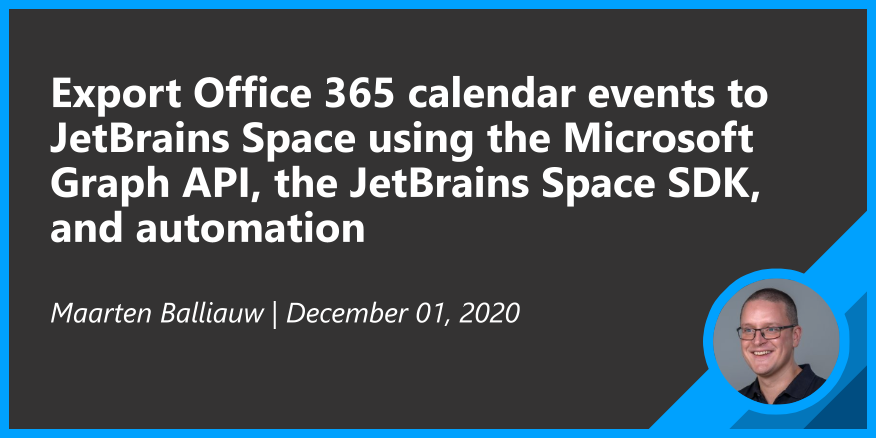 Export Office 365 calendar events to
JetBrains Space using the Microsoft
Graph API, the JetBrains Space SDK,
and automation
Maarten Balliauw | December 01, 2020